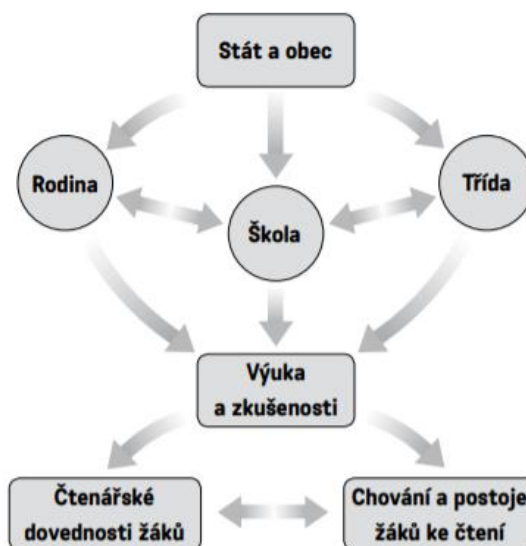 Stát a obec
Rodina
Třída
Škola
Výuka
a zkušenosti
Čtenářské
dovednosti žáků
Chování a postoje
žáků ke čtení